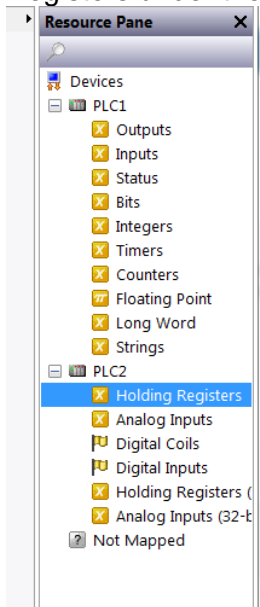 Resource Pane X
Devices
PLC1
X Outputs
X Inputs
X Status
X Bits
X Integers
X Timers
X Counters
π Floating Point
X Long Word
X Strings
PLC2
X Holding Registers
X Analog Inputs
Digital Coils
Digital Inputs
X Holding Registers (
X Analog Inputs (32-b
? Not Mapped